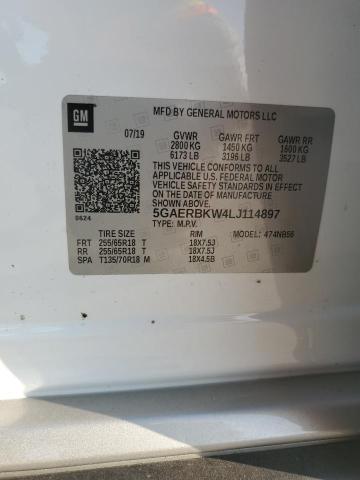 GM
MFD BY GENERAL MOTORS LLC
07/19 GVWR GAWR FRT GAWR RR
2800 KG 1450 KG 1600 KG
6173 LB 3196 LB 3527 LB
THIS VEHICLE CONFORMS TO ALL
APPLICABLE U.S. FEDERAL MOTOR
VEHICLE SAFETY STANDARDS IN EFFECT ON
THE DATE OF MANUFACTURE SHOWN ABOVE.
0624 5GAERBKW4LJ114897
TYPE: M.P.V.
TIRE SIZE RIM MODEL: 474NB56
FRT 255/65R18 T 18X7.5J
RR 255/65R18 T 18X7.5J
SPA T135/70R18 M 18X4.5B